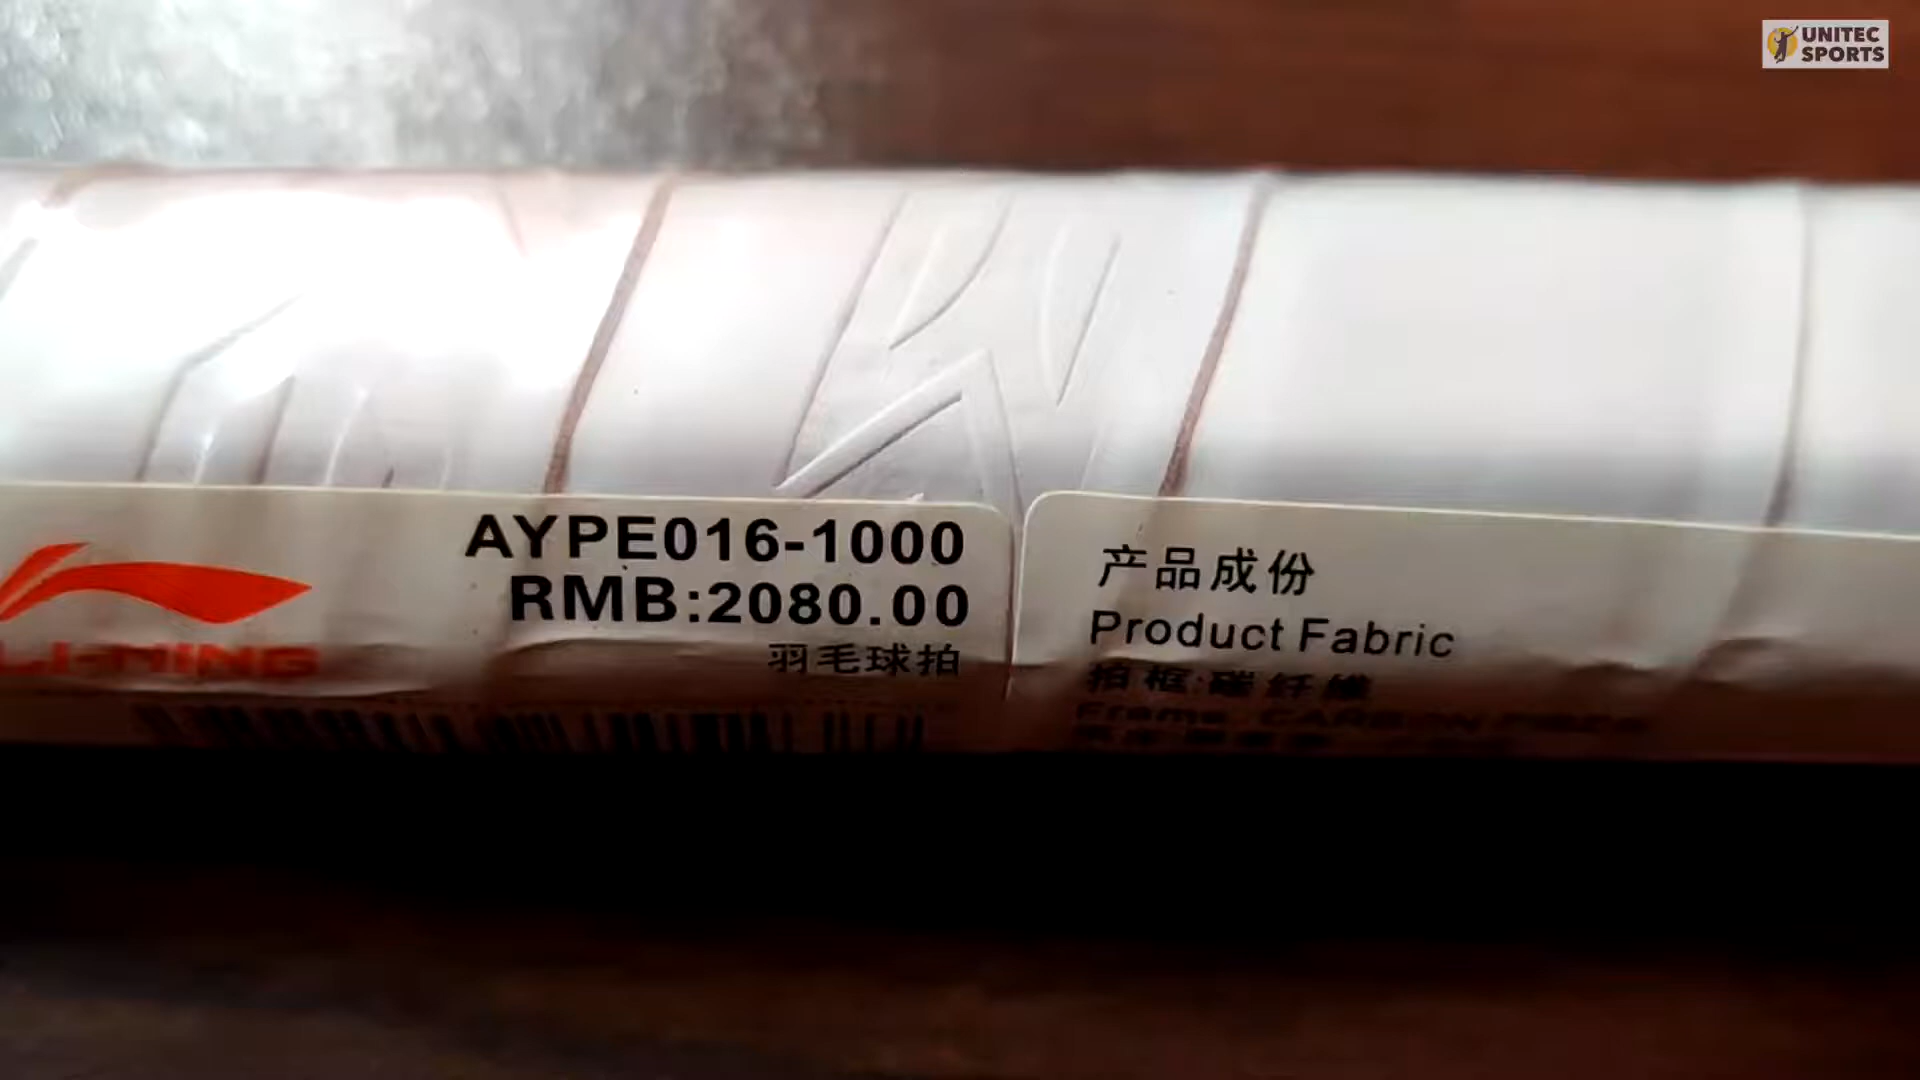 UNITEC
SPORTS
AYPE016-1000
RMB:2080.00
羽毛球拍
LI-NING
产品成份
Product Fabric
拍框:碳纤维
Frame: CARBON FIBER